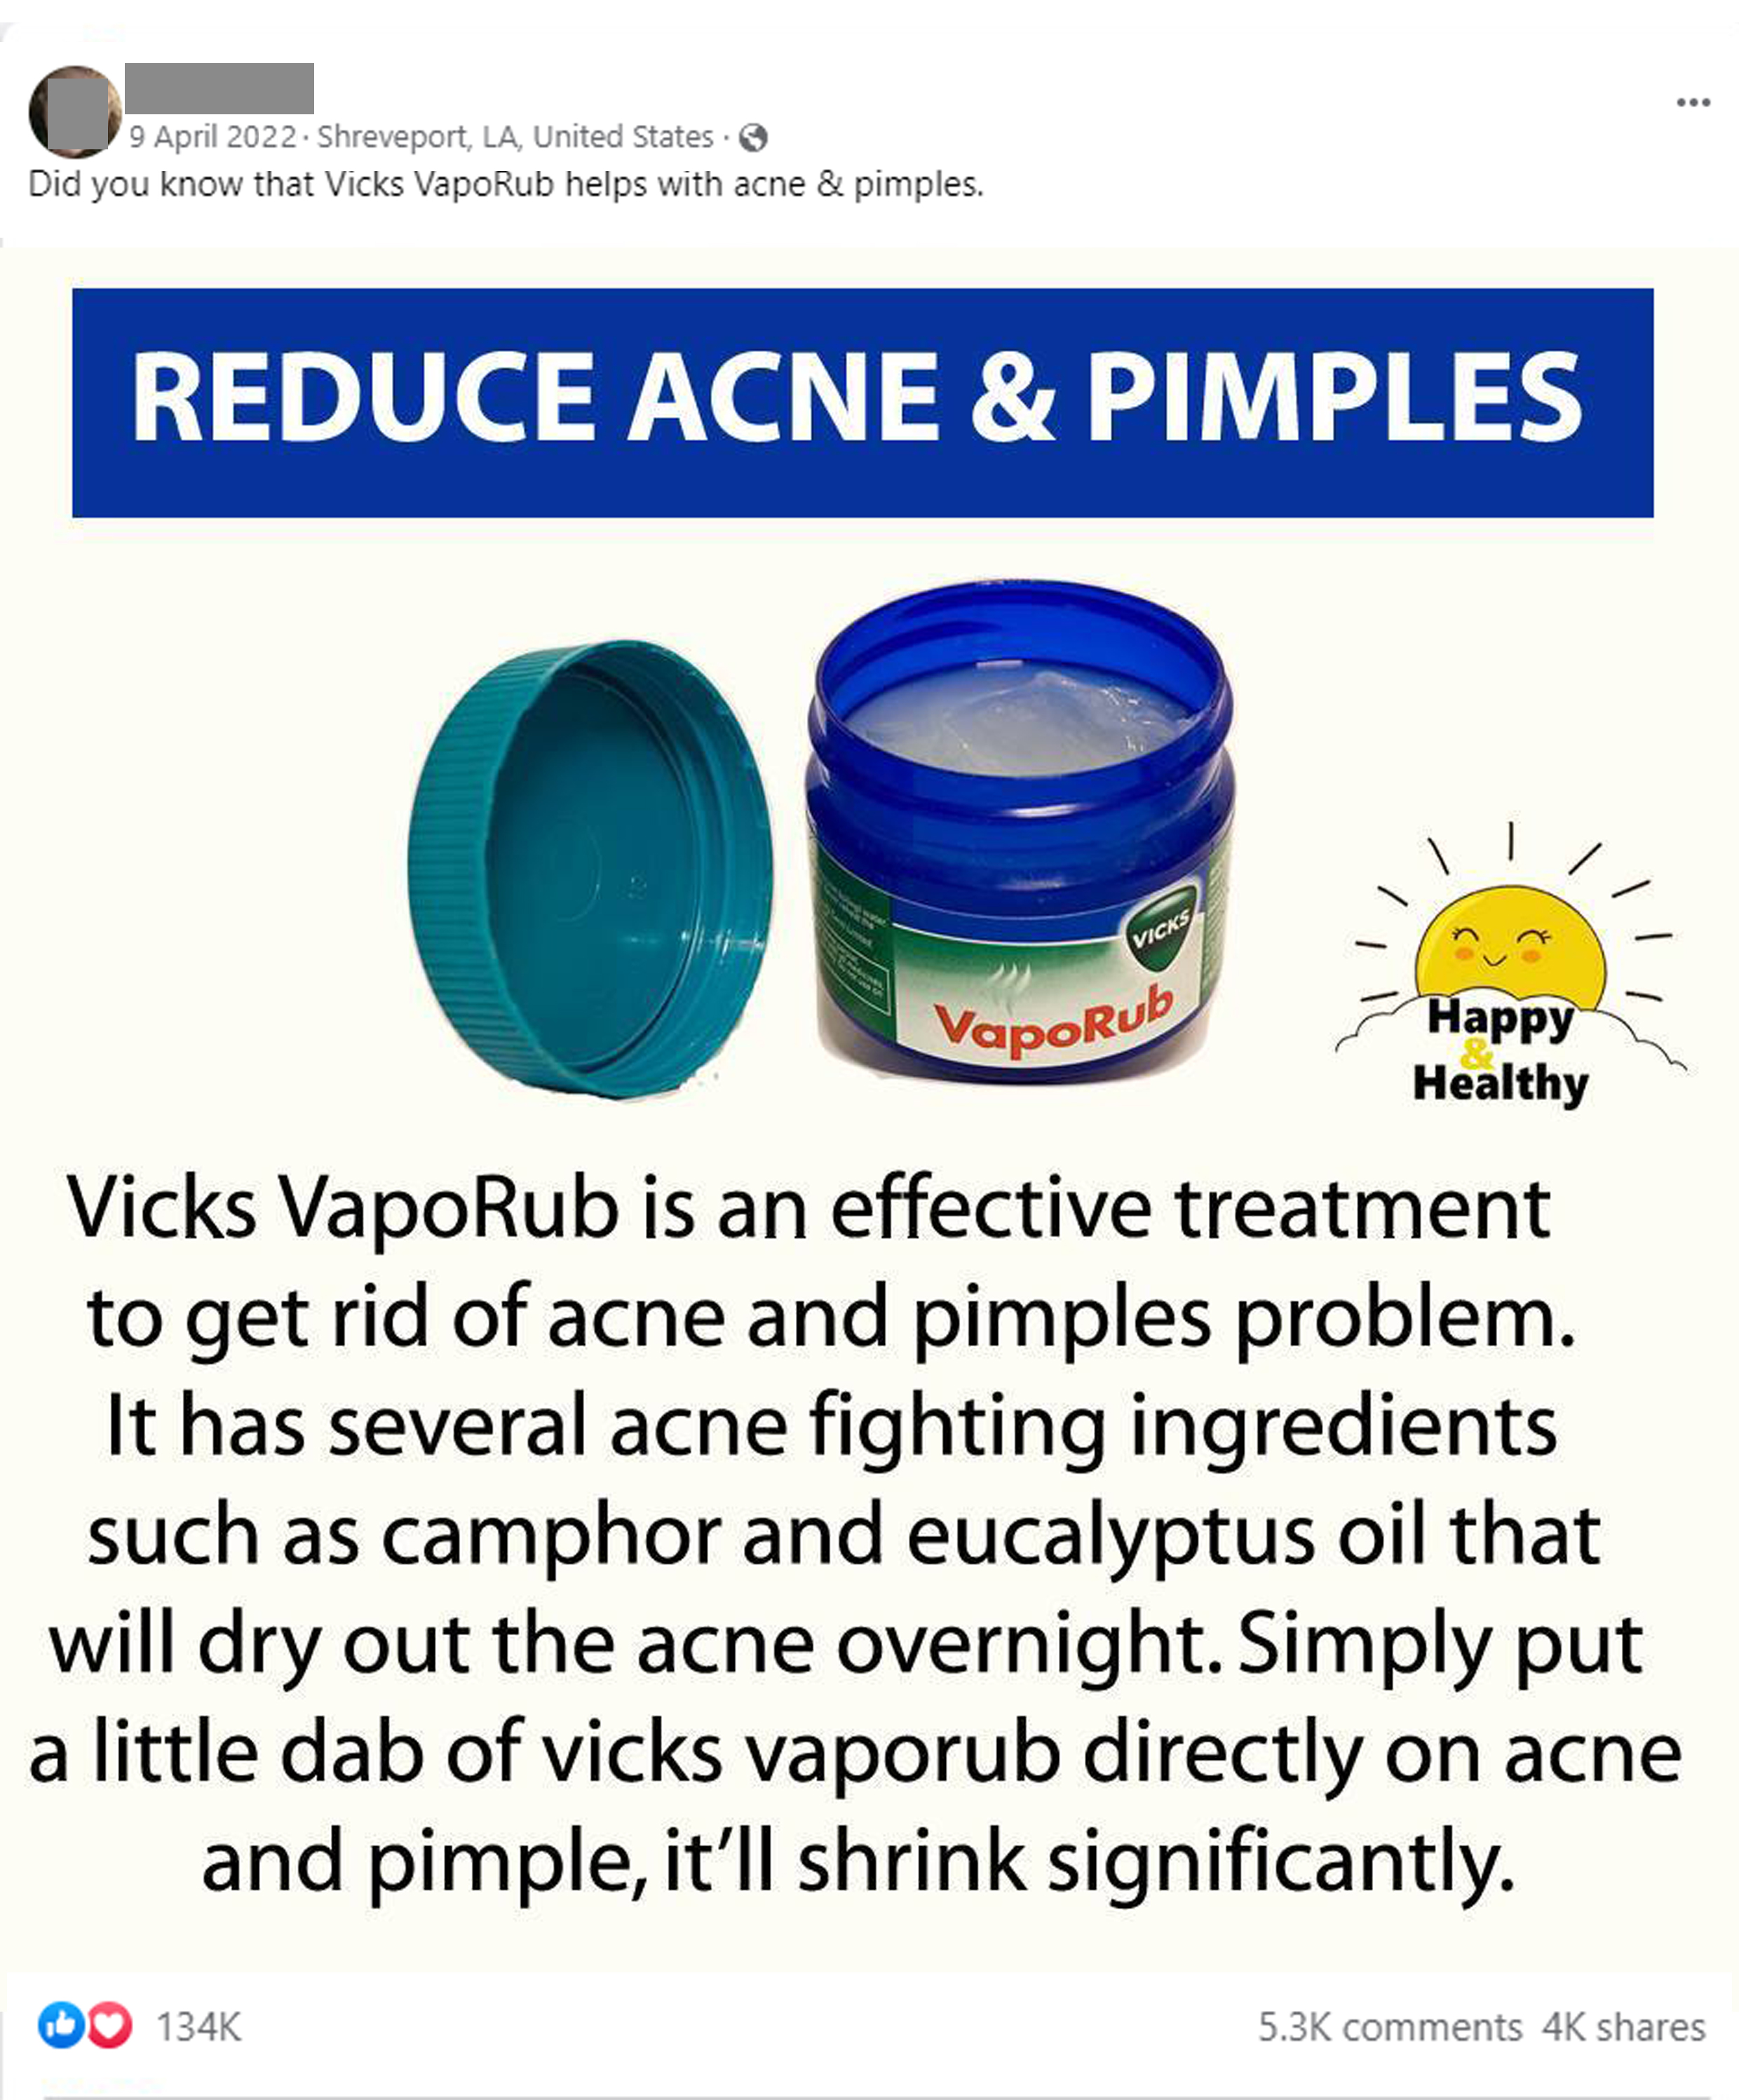 9 April 2022 · Shreveport, LA, United States ·
Did you know that Vicks VapoRub helps with acne & pimples.
REDUCE ACNE & PIMPLES
VICKS
VapoRub
Happy
&
Healthy
Vicks VapoRub is an effective treatment
to get rid of acne and pimples problem.
It has several acne fighting ingredients
such as camphor and eucalyptus oil that
will dry out the acne overnight. Simply put
a little dab of vicks vaporub directly on acne
and pimple, it’ll shrink significantly.
134K
5.3K comments 4K shares